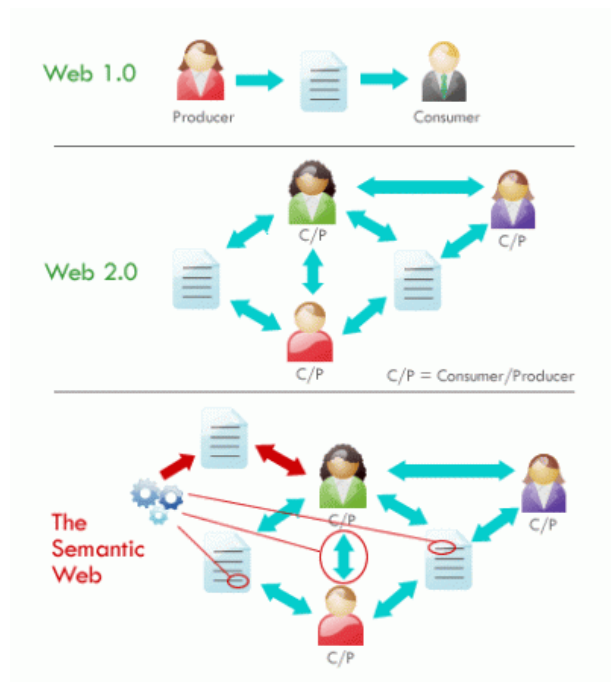 Web 1.0
Producer
Consumer
C/P
C/P
Web 2.0
C/P
C/P = Consumer/Producer
C/P
C/P
The
Semantic
Web
C/P